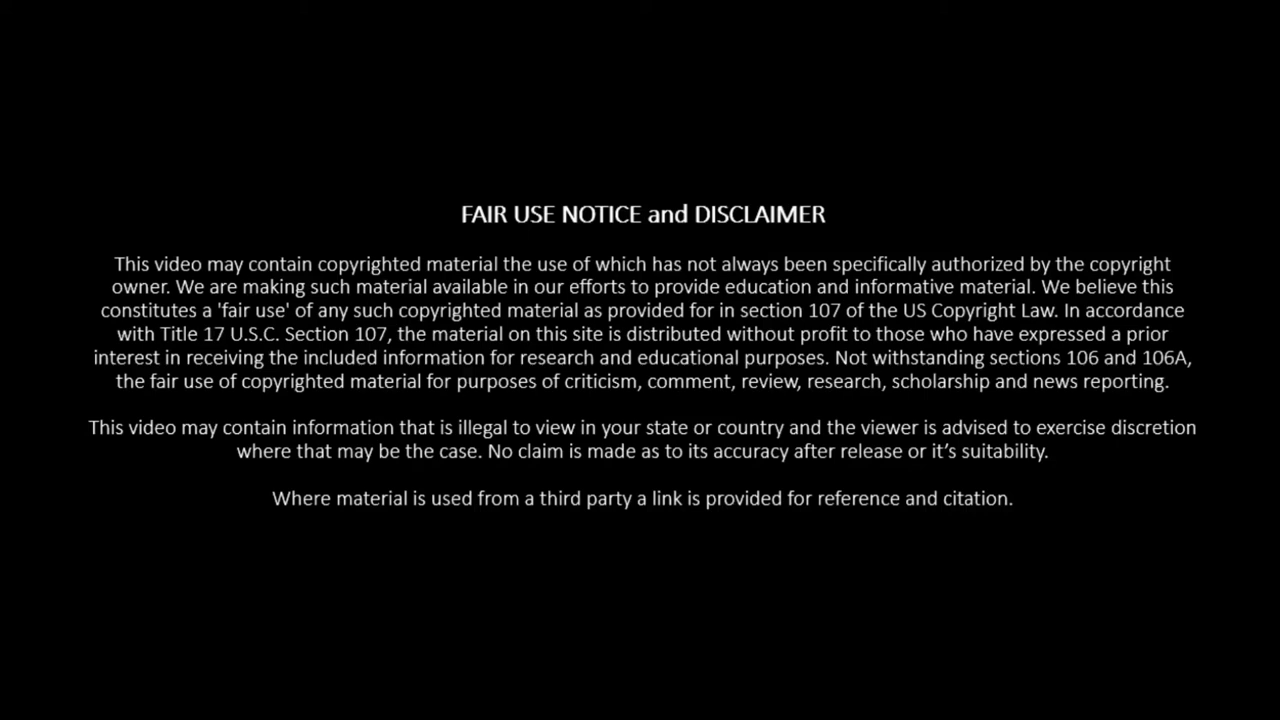 FAIR USE NOTICE and DISCLAIMER
This video may contain copyrighted material the use of which has not always been specifically authorized by the copyright
owner. We are making such material available in our efforts to provide education and informative material. We believe this
constitutes a 'fair use' of any such copyrighted material as provided for in section 107 of the US Copyright Law. In accordance
with Title 17 U.S.C. Section 107, the material on this site is distributed without profit to those who have expressed a prior
interest in receiving the included information for research and educational purposes. Not withstanding sections 106 and 106A,
the fair use of copyrighted material for purposes of criticism, comment, review, research, scholarship and news reporting.
This video may contain information that is illegal to view in your state or country and the viewer is advised to exercise discretion
where that may be the case. No claim is made as to its accuracy after release or it’s suitability.
Where material is used from a third party a link is provided for reference and citation.